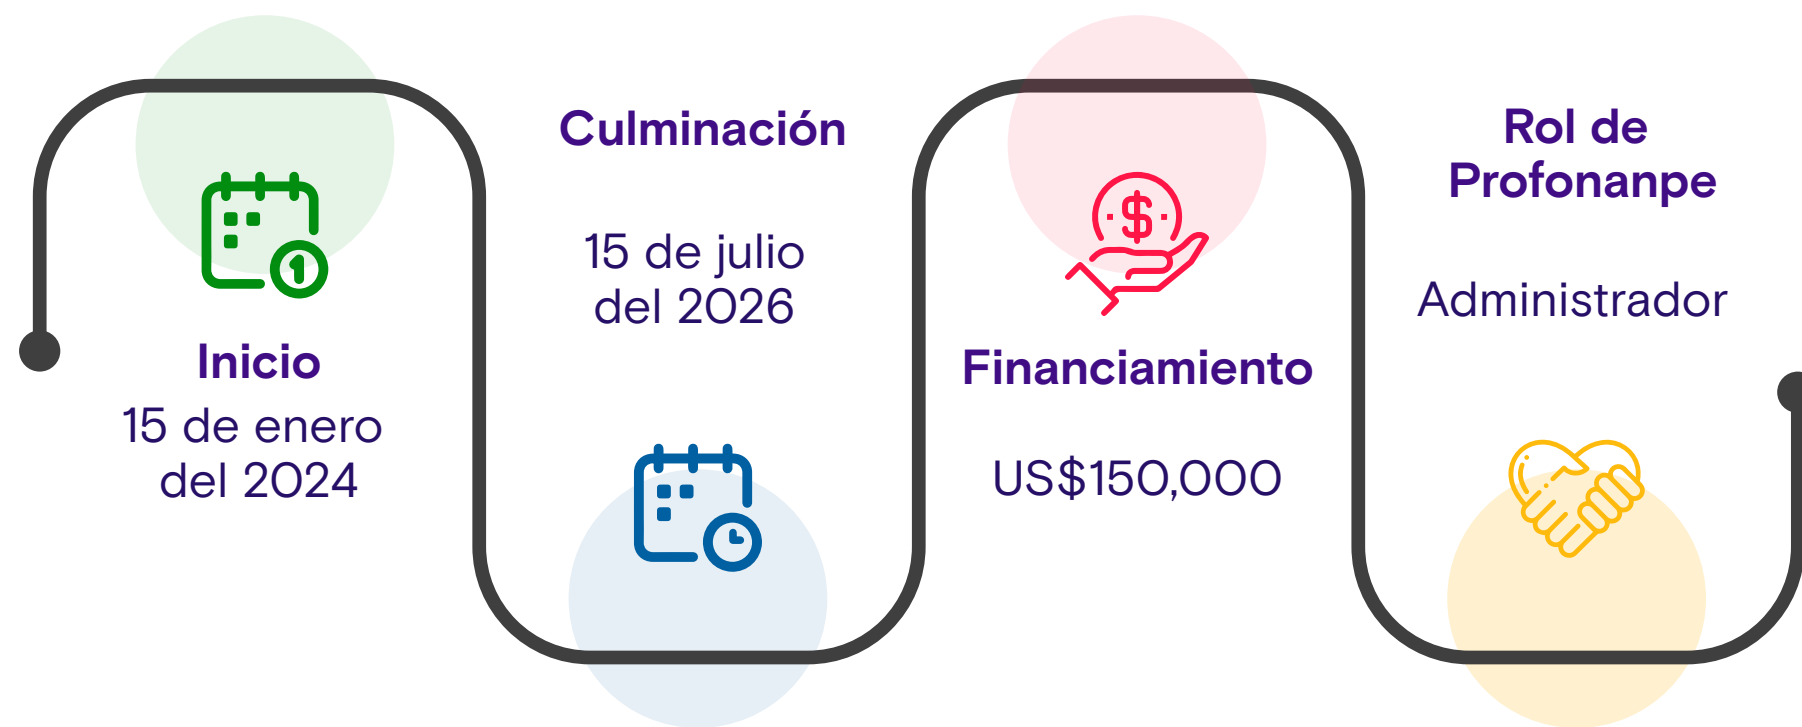 Inicio
15 de enero
del 2024
Culminación
15 de julio
del 2026
Financiamiento
US$150,000
Rol de
Profonanpe
Administrador